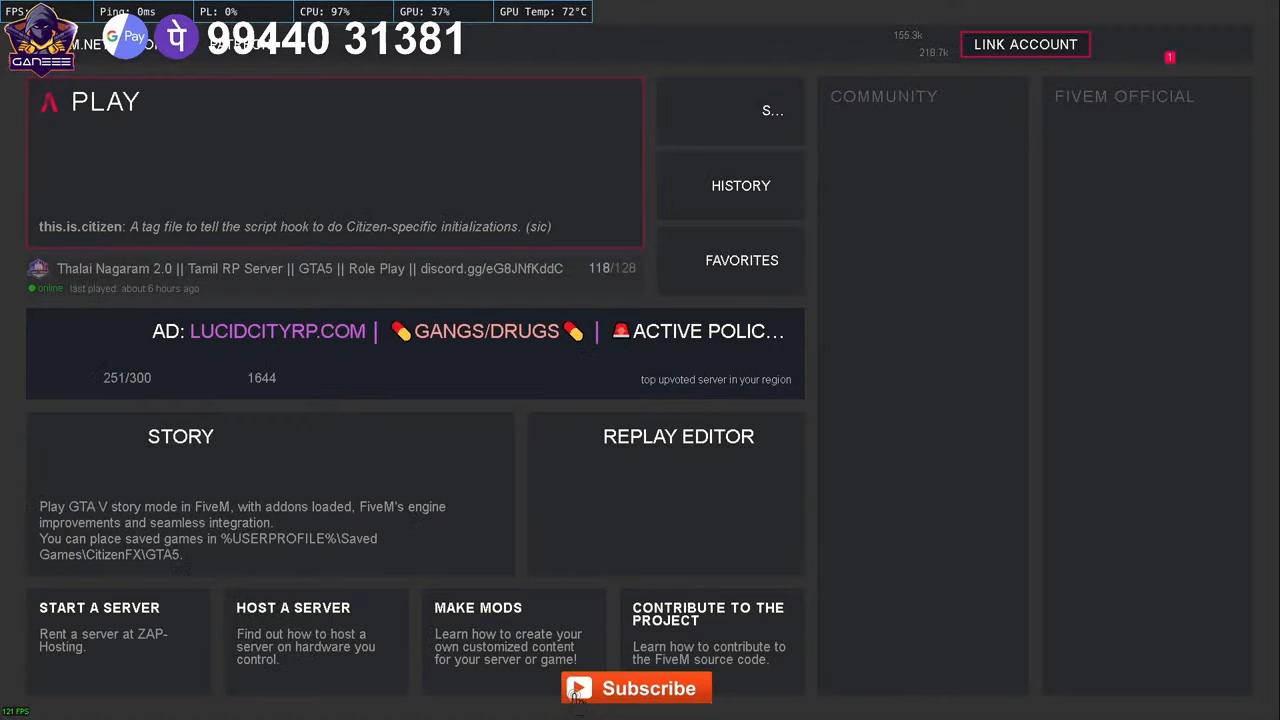 FPS:
Ping: 0ms
PL: 0%
CPU: 97%
GPU: 37%
GPU Temp: 72°C
GANEEE
G Pay
पे
99440 31381
155.3k
218.7k
LINK ACCOUNT
1
PLAY
this.is.citizen: A tag file to tell the script hook to do Citizen-specific initializations. (sic)
S...
HISTORY
FAVORITES
COMMUNITY
FIVEM OFFICIAL
Thalai Nagaram 2.0 || Tamil RP Server || GTA5 || Role Play || discord.gg/eG8JNfKddC
118/128
online
last played: about 6 hours ago
AD: LUCIDCITYRP.COM | 💊GANGS/DRUGS💊 | 🚨ACTIVE POLIC...
251/300
1644
top upvoted server in your region
STORY
Play GTA V story mode in FiveM, with addons loaded, FiveM's engine
improvements and seamless integration.
You can place saved games in %USERPROFILE%\Saved
Games\CitizenFX\GTA5.
REPLAY EDITOR
START A SERVER
Rent a server at ZAP-
Hosting.
HOST A SERVER
Find out how to host a
server on hardware you
control.
MAKE MODS
Learn how to create your
own customized content
for your server or game!
CONTRIBUTE TO THE
PROJECT
Learn how to contribute to
the FiveM source code.
Subscribe
121 FPS